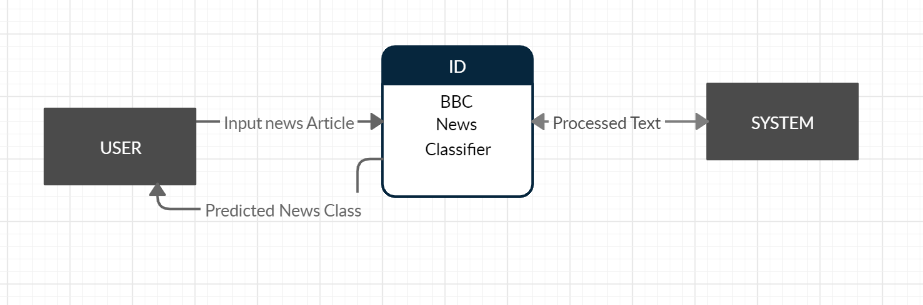 ID
BBC
News
Classifier
USER
Input news Article
Processed Text
SYSTEM
Predicted News Class